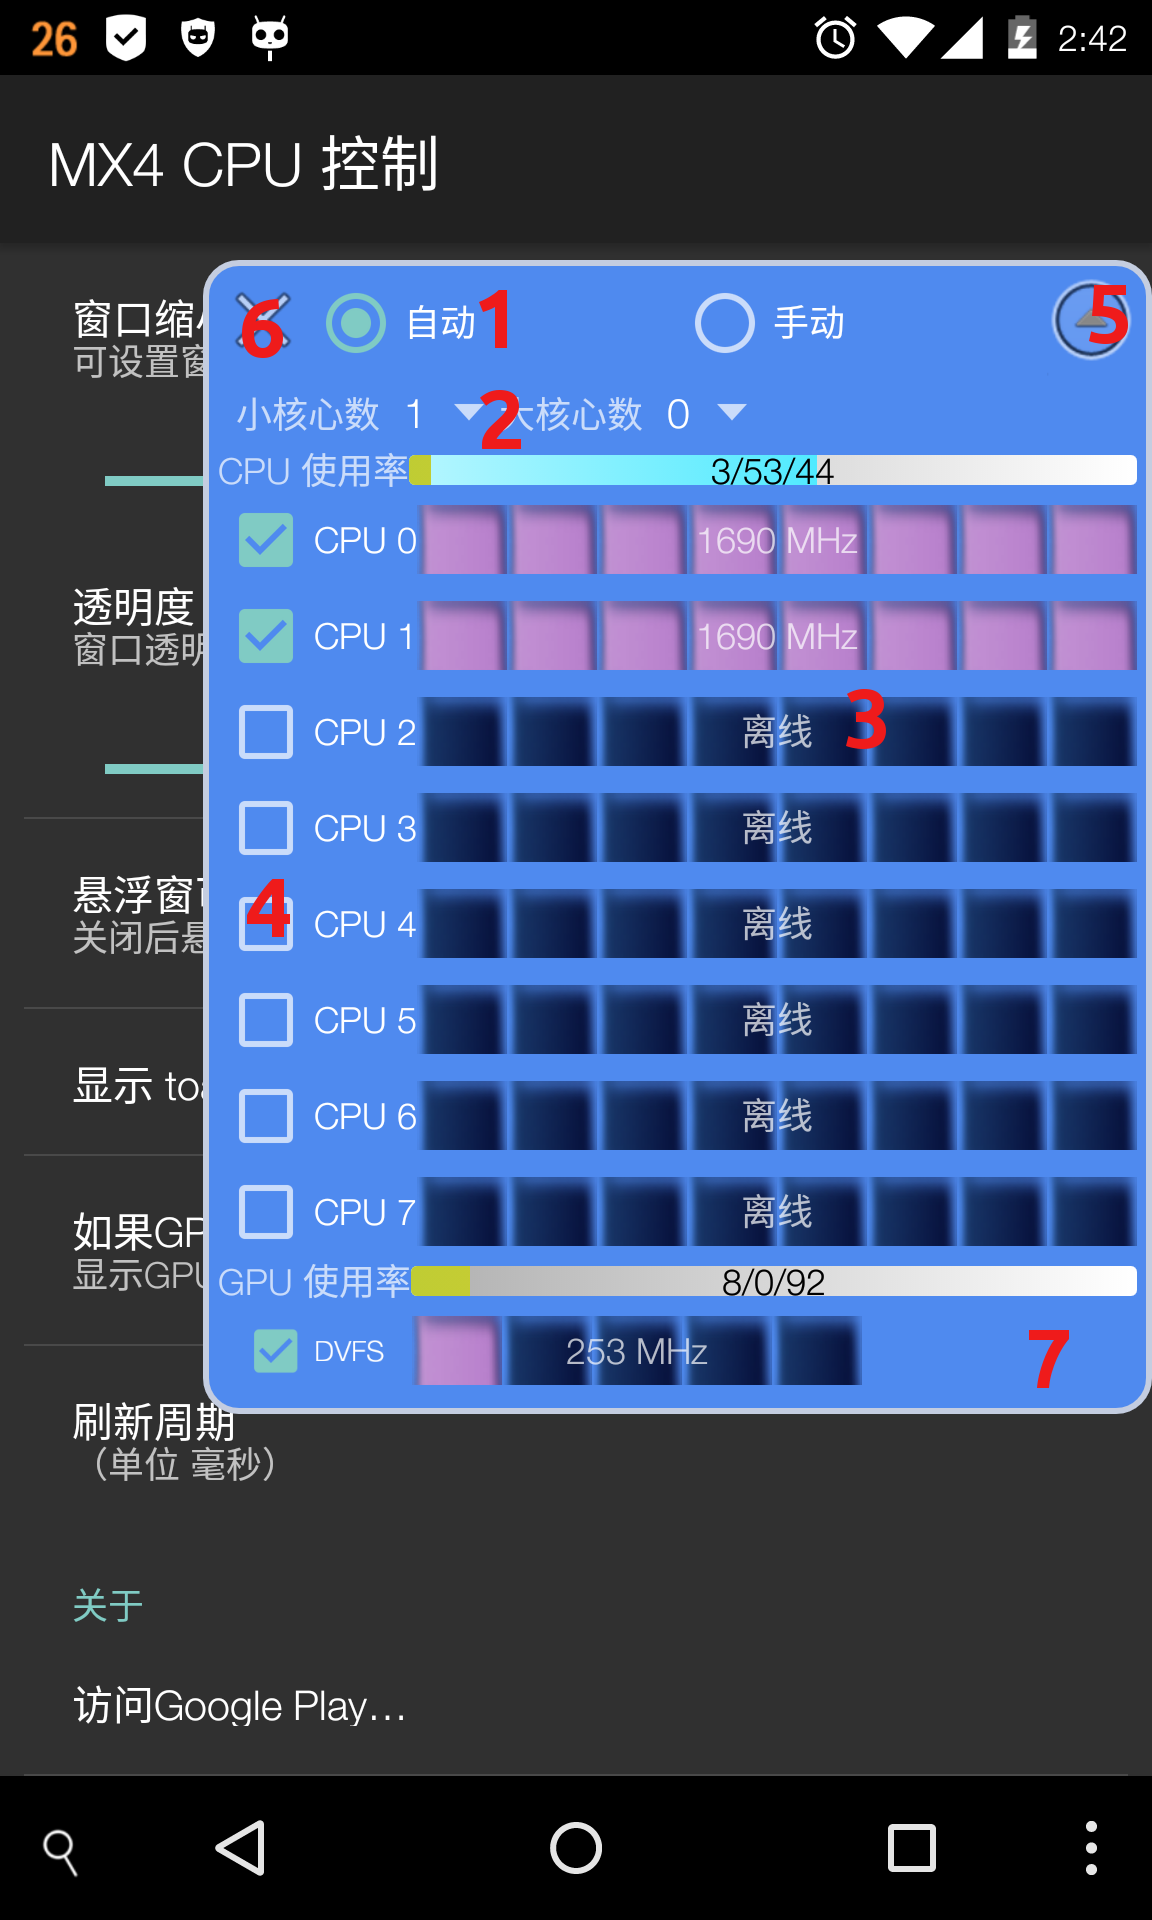 26 2:42
MX4 CPU 控制
窗口缩
可设置窗
6 自动 1 手动 5
小核心数 1 2 大核心数 0
CPU 使用率 3/53/44
CPU 0 1690 MHz
CPU 1 1690 MHz
透明度
窗口透明
CPU 2 离线 3
CPU 3 离线
悬浮窗
关闭后悬
4 CPU 4 离线
CPU 5 离线
显示 toa
CPU 6 离线
CPU 7 离线
如果GP
显示GPU
GPU 使用率 8/0/92
DVFS 253 MHz 7
刷新周期
（单位 毫秒）
关于
访问Google Play...